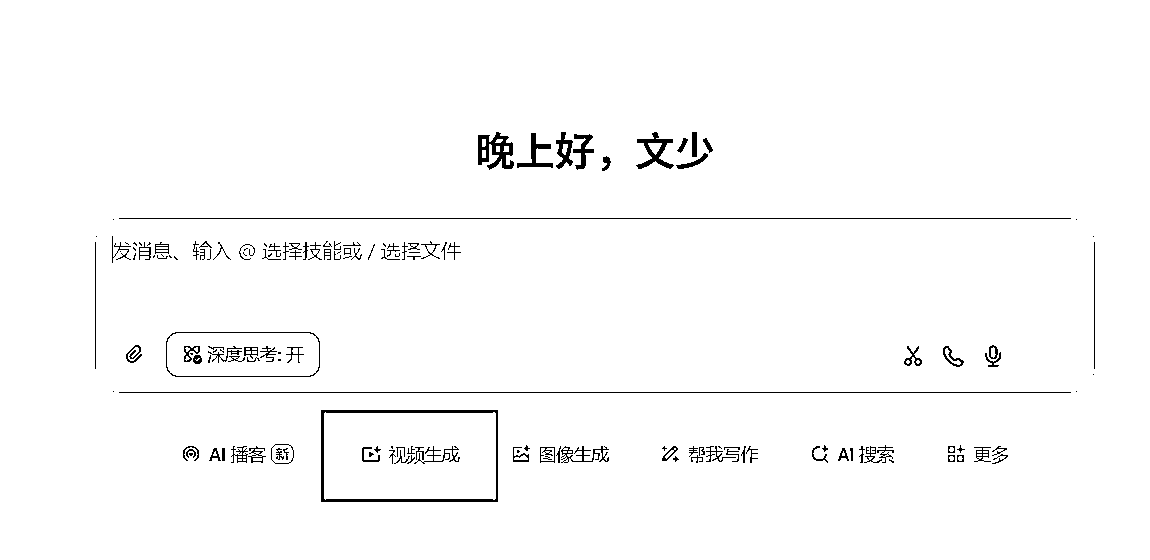 晚上好，文少
发消息、输入 @ 选择技能或 / 选择文件
深度思考: 开
AI 播客 新 视频生成 图像生成 帮我写作 AI 搜索 更多